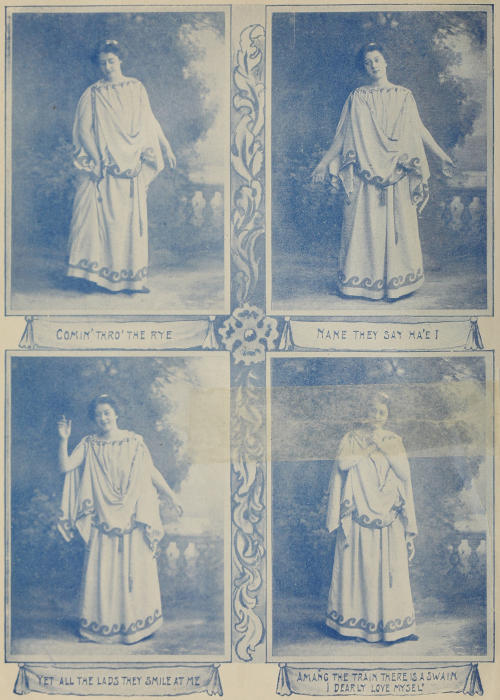 COMIN' THRO' THE RYE
NANE THEY SAY HA'E I
YET ALL THE LADS THEY SMILE AT ME
AMANG THE TRAIN THERE IS A SWAIN
I DEARLY LOVE MYSEL'